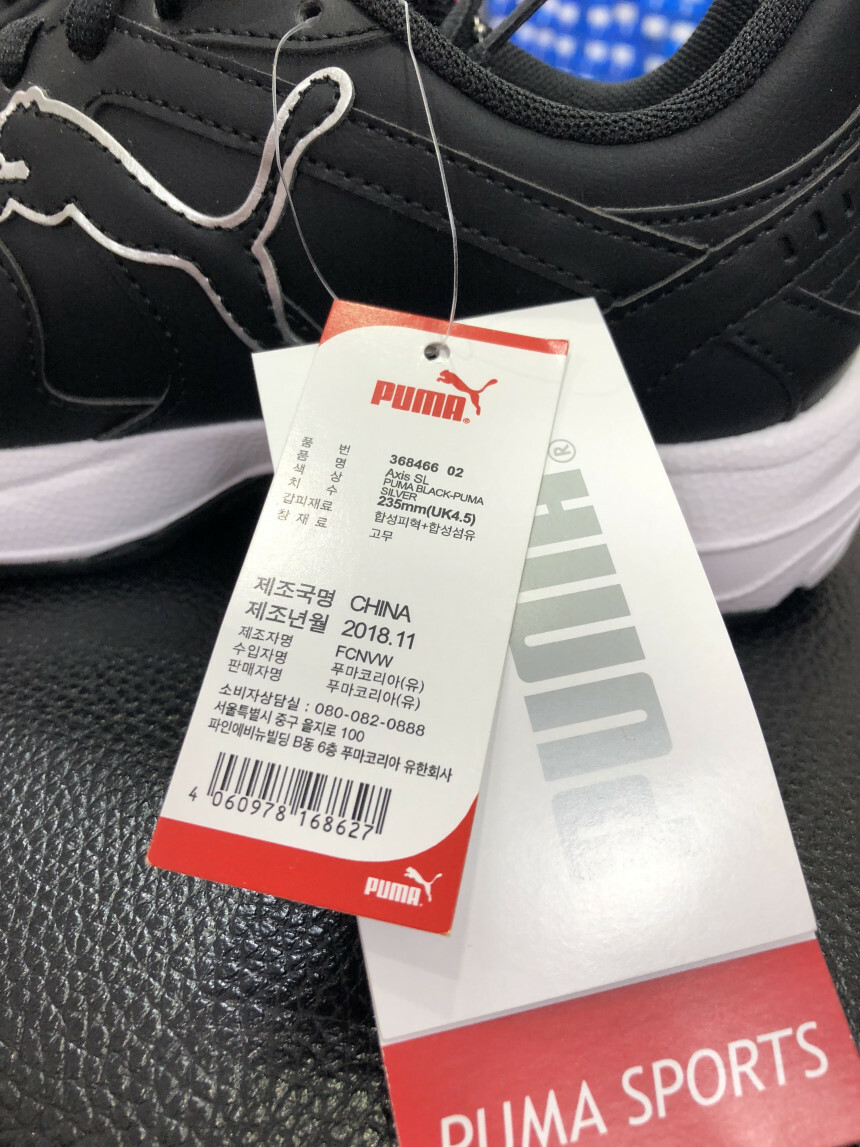 PUMA®
품 번 368466 02
품 명 Axis SL
색 상 PUMA BLACK-PUMA SILVER
치 수 235mm(UK4.5)
갑피재료 합성피혁+합성섬유
창 재 료 고무
제조국명 CHINA
제조년월 2018.11
제조자명 FCNVW
수입자명 푸마코리아(유)
판매자명 푸마코리아(유)
소비자상담실 : 080-082-0888
서울특별시 중구 을지로 100
파인에비뉴빌딩 B동 6층 푸마코리아 유한회사
4 060978 168627
PUMA®
PUMA®
PUMA SPORTS